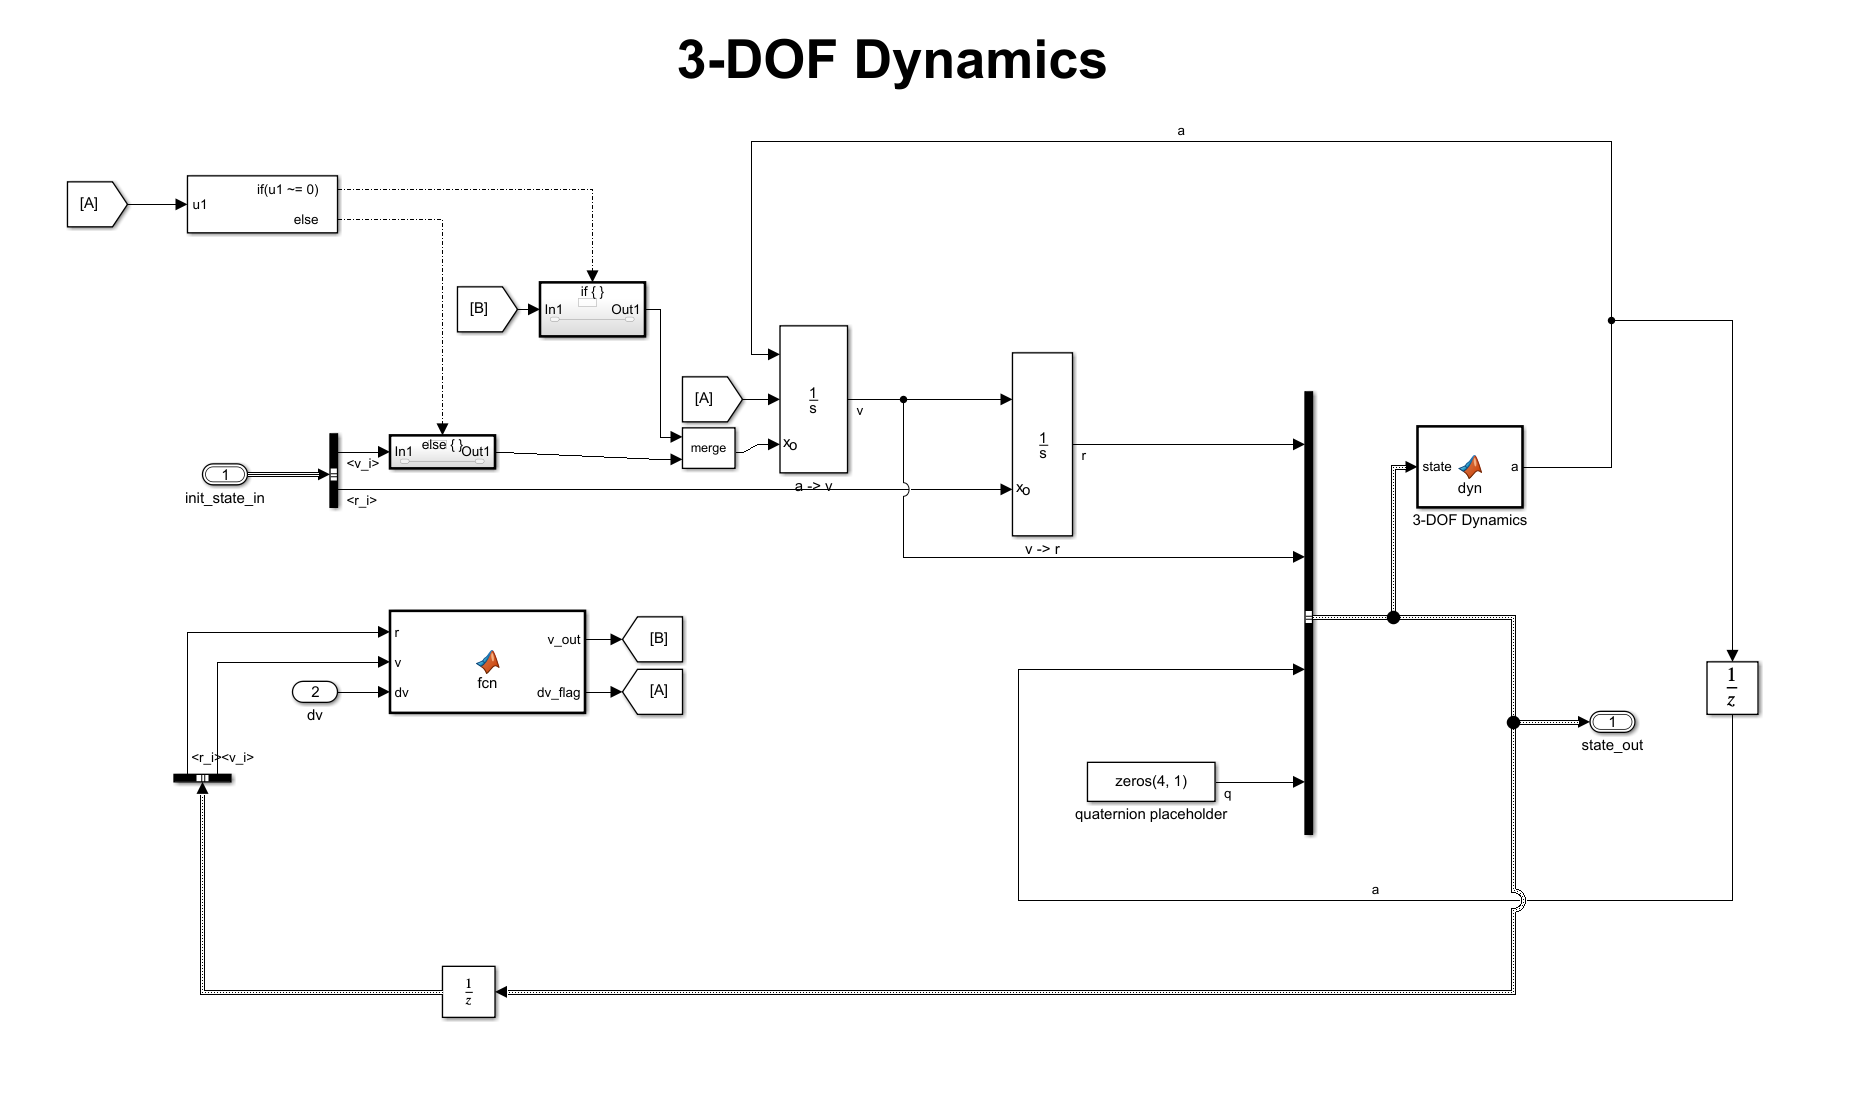 3-DOF Dynamics
a
[A]
u1
if(u1 ~= 0)
else
[B]
if { }
In1
Out1
[A]
1
s
v
merge
xo
a -> v
1
s
r
xo
v -> r
1
init_state_in
<v_i>
<r_i>
else { }
In1
Out1
state
a
dyn
3-DOF Dynamics
r
v
dv
fcn
v_out
dv_flag
[B]
[A]
2
dv
<r_i>
<v_i>
1
z
1
state_out
zeros(4, 1)
q
quaternion placeholder
a
1
z